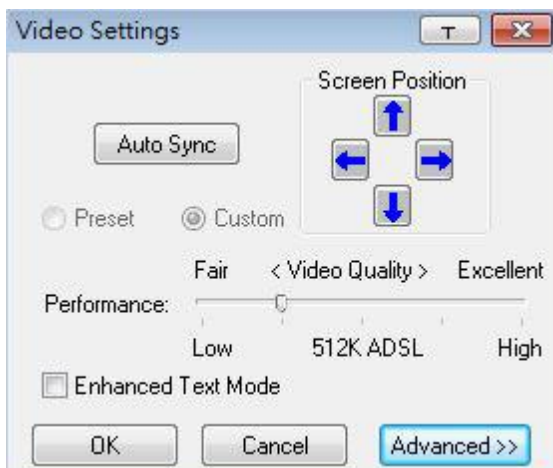 Video Settings
T
Screen Position
Auto Sync
Preset Custom
Fair < Video Quality > Excellent
Performance:
Low 512K ADSL High
Enhanced Text Mode
OK Cancel Advanced >>